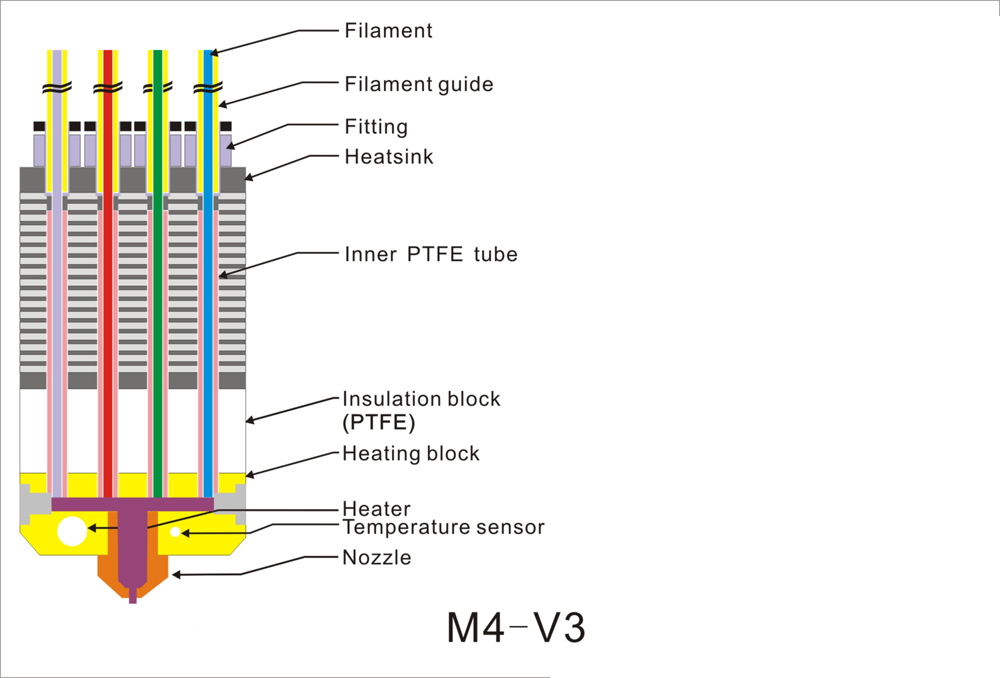 Filament
Filament guide
Fitting
Heatsink
Inner PTFE tube
Insulation block
(PTFE)
Heating block
Heater
Temperature sensor
Nozzle
M4-V3